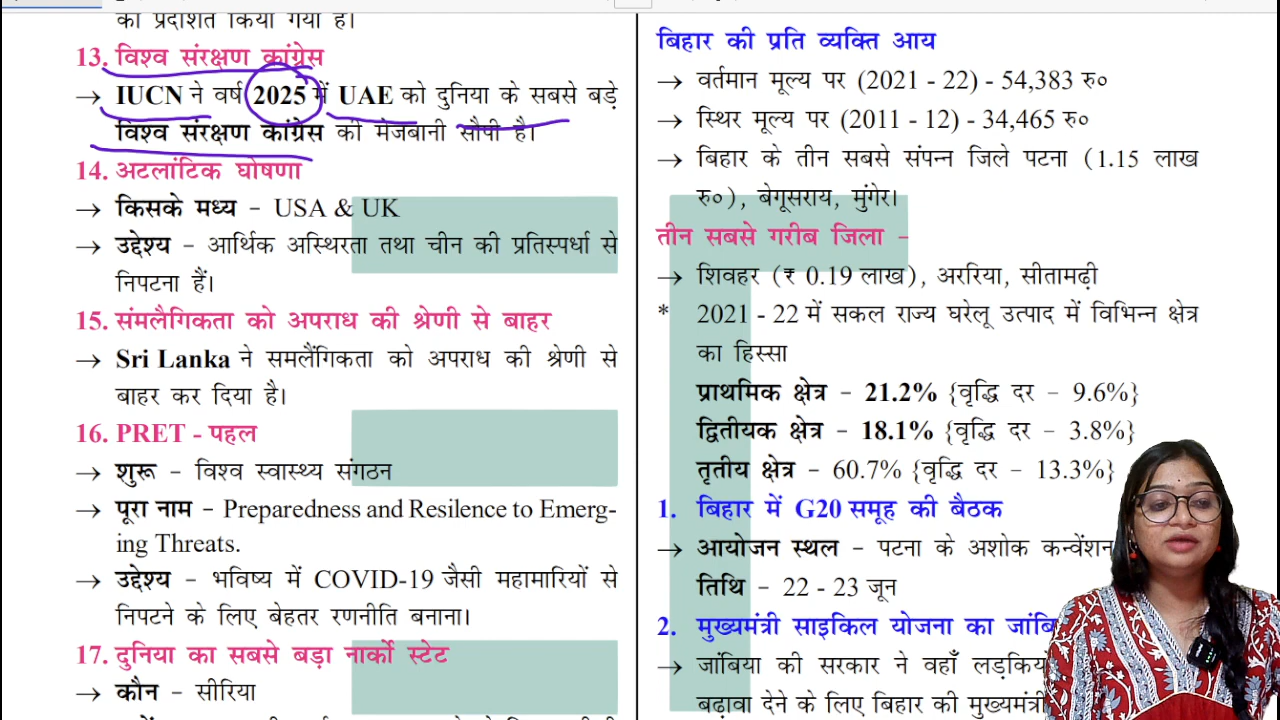 को प्रदर्शित किया गया है।
13. विश्व संरक्षण कांग्रेस
→ IUCN ने वर्ष 2025 में UAE को दुनिया के सबसे बड़े
विश्व संरक्षण कांग्रेस की मेजबानी सौपी है।
14. अटलांटिक घोषणा
→ किसके मध्य - USA & UK
→ उद्देश्य - आर्थिक अस्थिरता तथा चीन की प्रतिस्पर्धा से
निपटना हैं।
15. संमलैगिकता को अपराध की श्रेणी से बाहर
→ Sri Lanka ने समलैंगिकता को अपराध की श्रेणी से
बाहर कर दिया है।
16. PRET - पहल
→ शुरू - विश्व स्वास्थ्य संगठन
→ पूरा नाम - Preparedness and Resilence to Emerg-
ing Threats.
→ उद्देश्य - भविष्य में COVID-19 जैसी महामारियों से
निपटने के लिए बेहतर रणनीति बनाना।
17. दुनिया का सबसे बड़ा नार्को स्टेट
→ कौन - सीरिया
बिहार की प्रति व्यक्ति आय
→ वर्तमान मूल्य पर (2021 - 22) - 54,383 रु०
→ स्थिर मूल्य पर (2011 - 12) - 34,465 रु०
→ बिहार के तीन सबसे संपन्न जिले पटना (1.15 लाख
रु०), बेगूसराय, मुंगेर।
तीन सबसे गरीब जिला -
→ शिवहर (₹ 0.19 लाख), अररिया, सीतामढ़ी
* 2021 - 22 में सकल राज्य घरेलू उत्पाद में विभिन्न क्षेत्र
का हिस्सा
प्राथमिक क्षेत्र - 21.2% {वृद्धि दर - 9.6%}
द्वितीयक क्षेत्र - 18.1% {वृद्धि दर - 3.8%}
तृतीय क्षेत्र - 60.7% {वृद्धि दर - 13.3%}
1. बिहार में G20 समूह की बैठक
→ आयोजन स्थल - पटना के अशोक कन्वेंशन
तिथि - 22 - 23 जून
2. मुख्यमंत्री साइकिल योजना का
→ जांबिया की सरकार ने वहाँ
बढ़ावा देने के लिए बिहार की मुख्यमंत्री